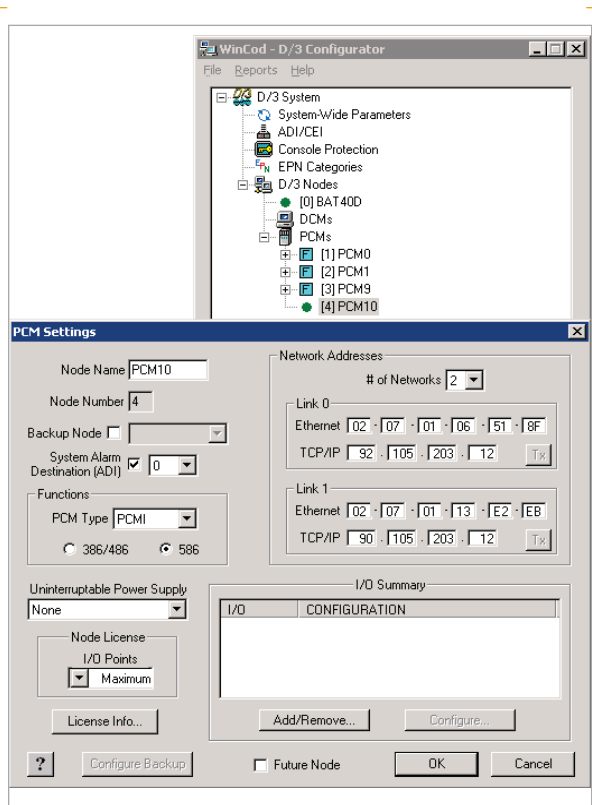 WinCod - D/3 Configurator
File Reports Help
D/3 System
System-Wide Parameters
ADI/CEI
Console Protection
EPN EPN Categories
D/3 Nodes
[0] BAT40D
DCMs
PCMs
F [1] PCM0
F [2] PCM1
F [3] PCM9
[4] PCM10
PCM Settings
Node Name PCM10
Node Number 4
Backup Node
System Alarm
Destination (ADI) 0
Functions
PCM Type PCMI
386/486 586
Network Addresses
# of Networks 2
Link 0
Ethernet 02 - 07 - 01 - 06 - 51 - 8F
TCP/IP 92 . 105 . 203 . 12 Tx
Link 1
Ethernet 02 - 07 - 01 - 13 - E2 - EB
TCP/IP 90 . 105 . 203 . 12 Tx
Uninterruptable Power Supply
None
Node License
I/O Points
Maximum
License Info...
I/O Summary
I/O CONFIGURATION
Add/Remove... Configure...
? Configure Backup Future Node OK Cancel